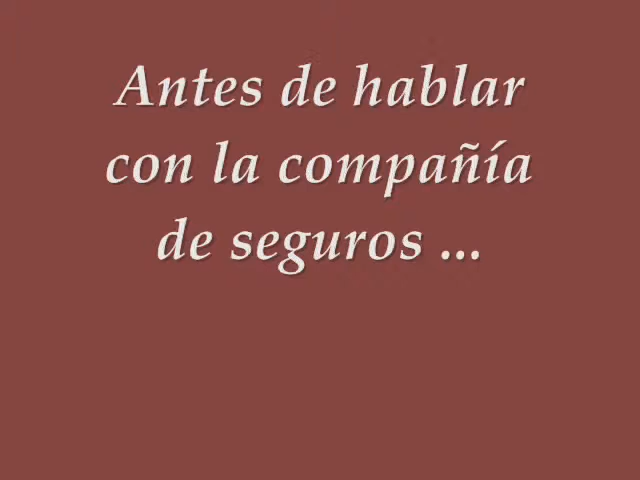 Antes de hablar
con la compañía
de seguros ...